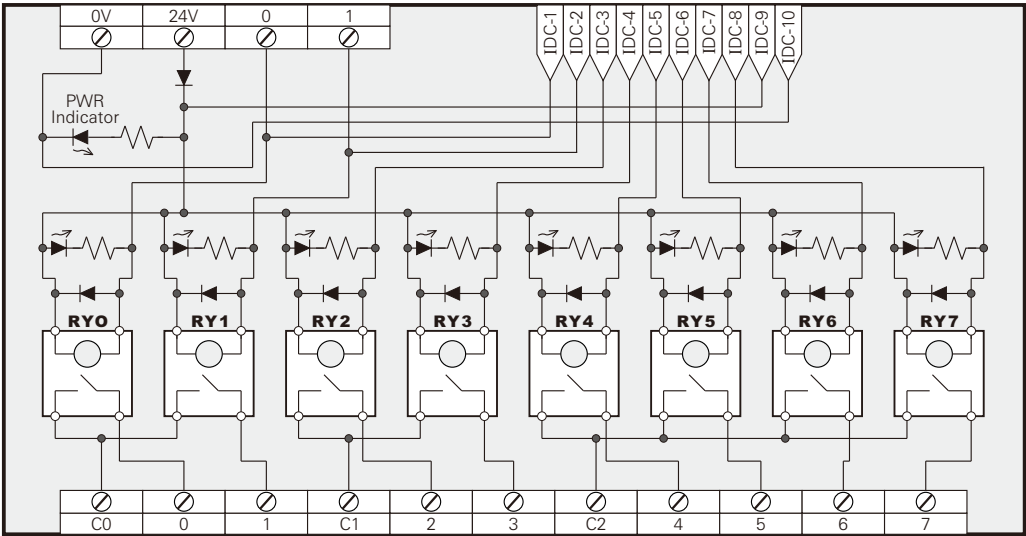 0V 24V 0 1
IDC-1 IDC-2 IDC-3 IDC-4 IDC-5 IDC-6 IDC-7 IDC-8 IDC-9 IDC-10
PWR
Indicator
RY0 RY1 RY2 RY3 RY4 RY5 RY6 RY7
C0 0 1 C1 2 3 C2 4 5 6 7